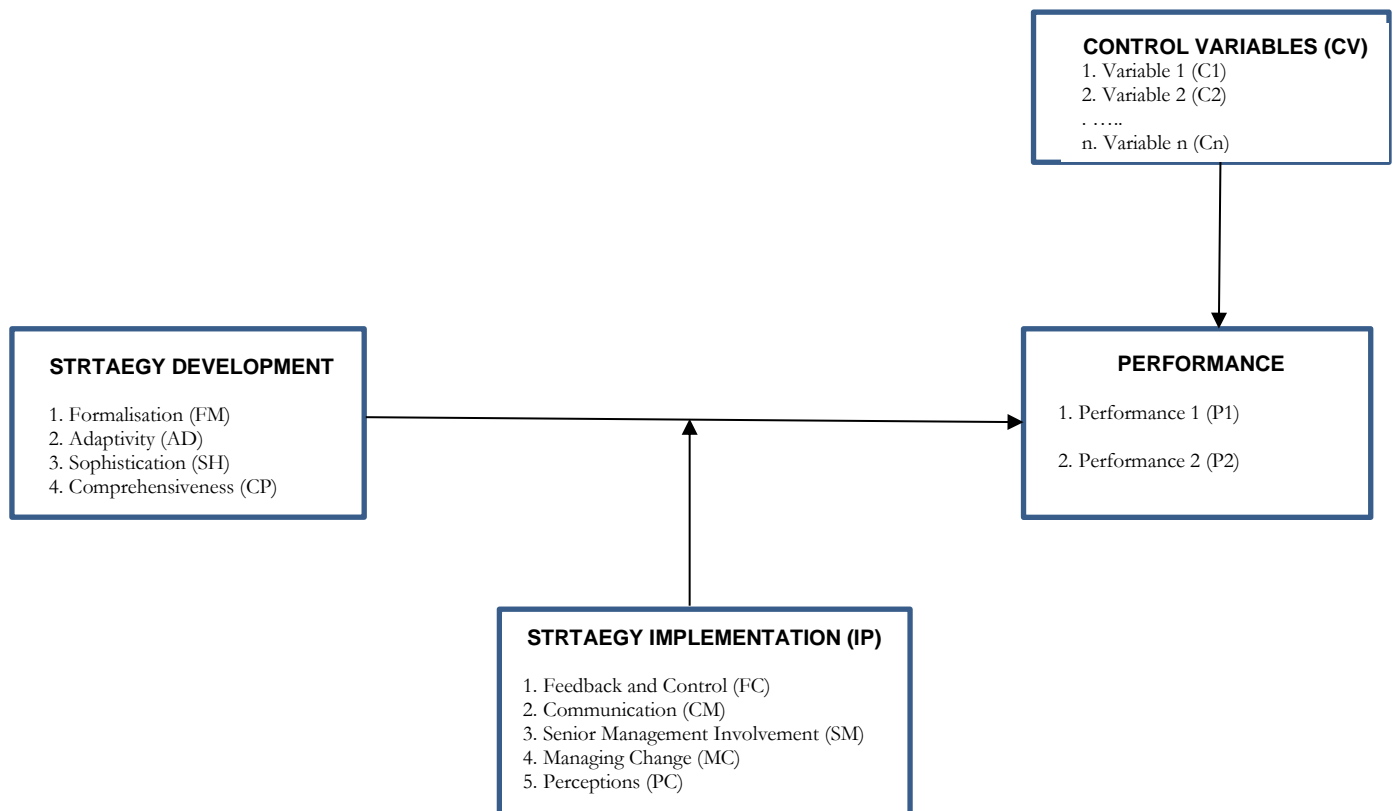 CONTROL VARIABLES (CV)
1. Variable 1 (C1)
2. Variable 2 (C2)
. …..
n. Variable n (Cn)
STRTAEGY DEVELOPMENT
1. Formalisation (FM)
2. Adaptivity (AD)
3. Sophistication (SH)
4. Comprehensiveness (CP)
PERFORMANCE
1. Performance 1 (P1)
2. Performance 2 (P2)
STRTAEGY IMPLEMENTATION (IP)
1. Feedback and Control (FC)
2. Communication (CM)
3. Senior Management Involvement (SM)
4. Managing Change (MC)
5. Perceptions (PC)